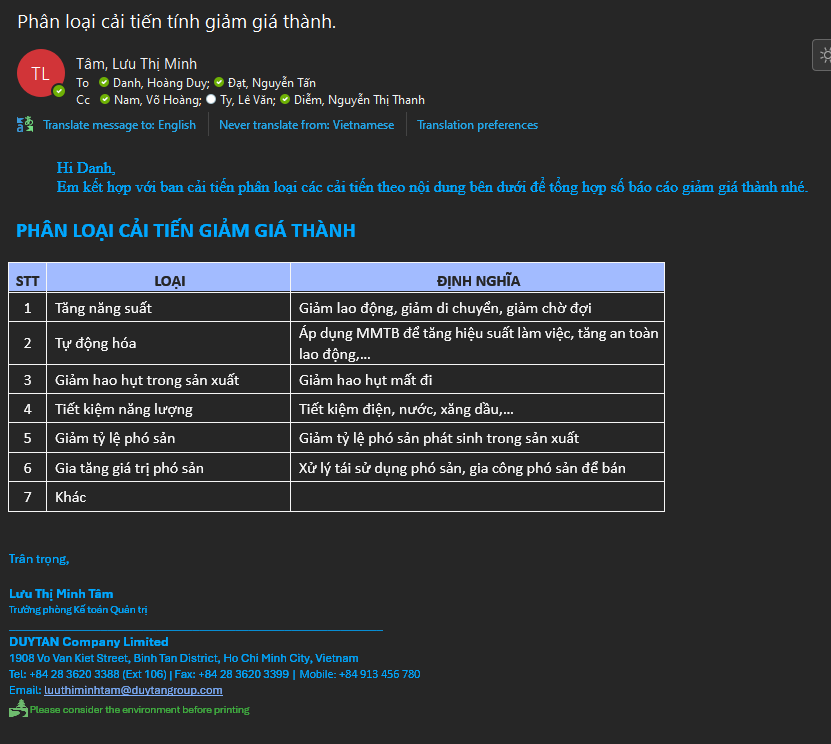 Phân loại cải tiến tính giảm giá thành.
TL
Tâm, Lưu Thị Minh
To Danh, Hoàng Duy; Đạt, Nguyễn Tấn
Cc Nam, Võ Hoàng; Ty, Lê Văn; Diễm, Nguyễn Thị Thanh
Translate message to: English Never translate from: Vietnamese Translation preferences
Hi Danh,
Em kết hợp với ban cải tiến phân loại các cải tiến theo nội dung bên dưới để tổng hợp số báo cáo giảm giá thành nhé.
PHÂN LOẠI CẢI TIẾN GIẢM GIÁ THÀNH
STT LOẠI ĐỊNH NGHĨA
1 Tăng năng suất Giảm lao động, giảm di chuyển, giảm chờ đợi
2 Tự động hóa Áp dụng MMTB để tăng hiệu suất làm việc, tăng an toàn
lao động,...
3 Giảm hao hụt trong sản xuất Giảm hao hụt mất đi
4 Tiết kiệm năng lượng Tiết kiệm điện, nước, xăng dầu,...
5 Giảm tỷ lệ phó sản Giảm tỷ lệ phó sản phát sinh trong sản xuất
6 Gia tăng giá trị phó sản Xử lý tái sử dụng phó sản, gia công phó sản để bán
7 Khác
Trân trọng,
Lưu Thị Minh Tâm
Trưởng phòng Kế toán Quản trị
DUYTAN Company Limited
1908 Vo Van Kiet Street, Binh Tan District, Ho Chi Minh City, Vietnam
Tel: +84 28 3620 3388 (Ext 106) | Fax: +84 28 3620 3399 | Mobile: +84 913 456 780
Email: luuthiminhtam@duytangroup.com
Please consider the environment before printing